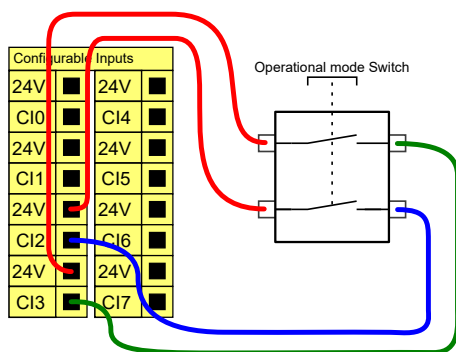 Configurable Inputs
24V 24V
CI0 CI4
24V 24V
CI1 CI5
24V 24V
CI2 CI6
24V 24V
CI3 CI7
Operational mode Switch